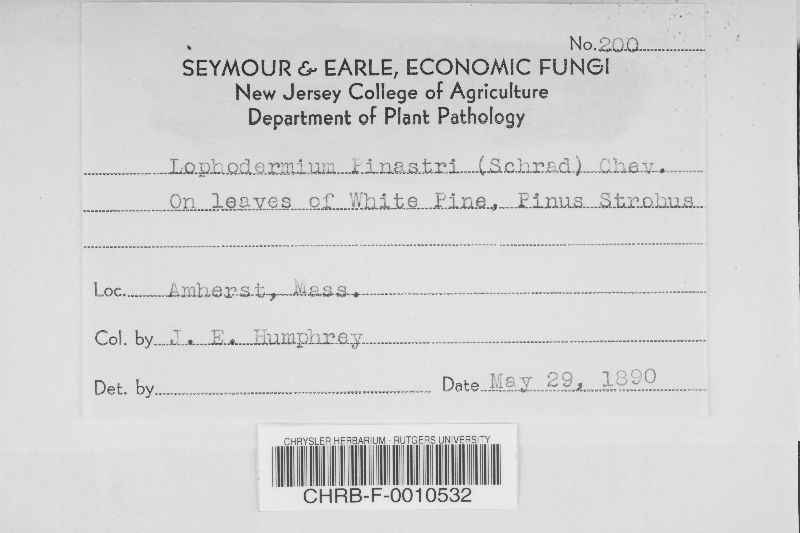 No. 200
SEYMOUR & EARLE, ECONOMIC FUNGI
New Jersey College of Agriculture
Department of Plant Pathology
Lophodermium Pinastri (Schrad) Chev.
On leaves of White Pine, Pinus Strobus
Loc. Amherst, Mass.
Col. by J. E. Humphrey
Det. by
Date May 29, 1890
CHRYSLER HERBARIUM - RUTGERS UNIVERSITY
CHRB-F-0010532